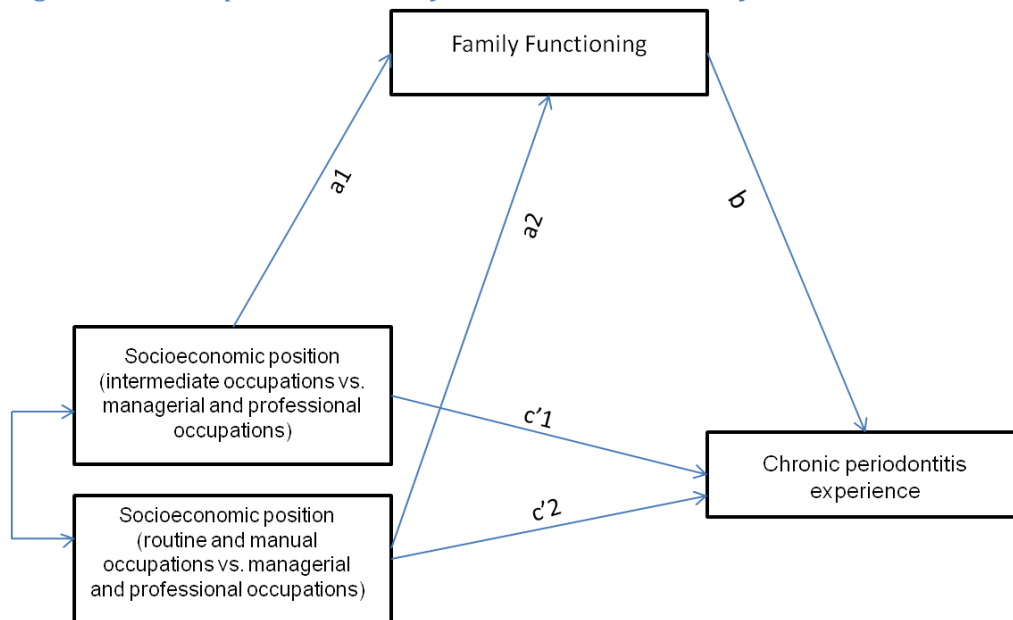 Family Functioning
a1
a2
b
Socioeconomic position
(intermediate occupations vs.
managerial and professional
occupations)
c'1
Chronic periodontitis
experience
Socioeconomic position
(routine and manual
occupations vs. managerial
and professional occupations)
c'2